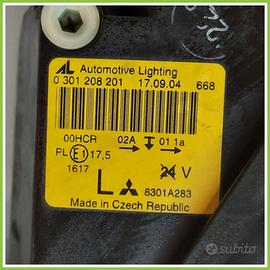 AL Automotive Lighting
0 301 208 201 17.09.04 668
00HCR 02A 01 1a
PL E1 17,5 24 V
1617
L 8301A283
Made in Czech Republic
subito